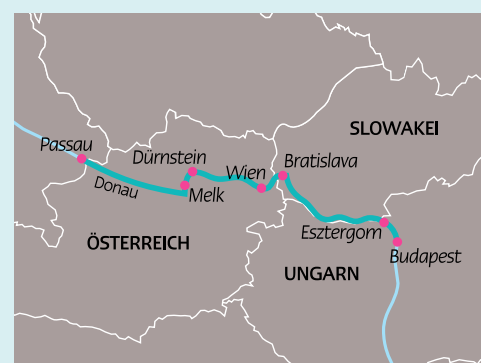 SLOWAKEI
Passau
Dürnstein
Wien
Bratislava
Donau
Melk
Esztergom
ÖSTERREICH
Budapest
UNGARN